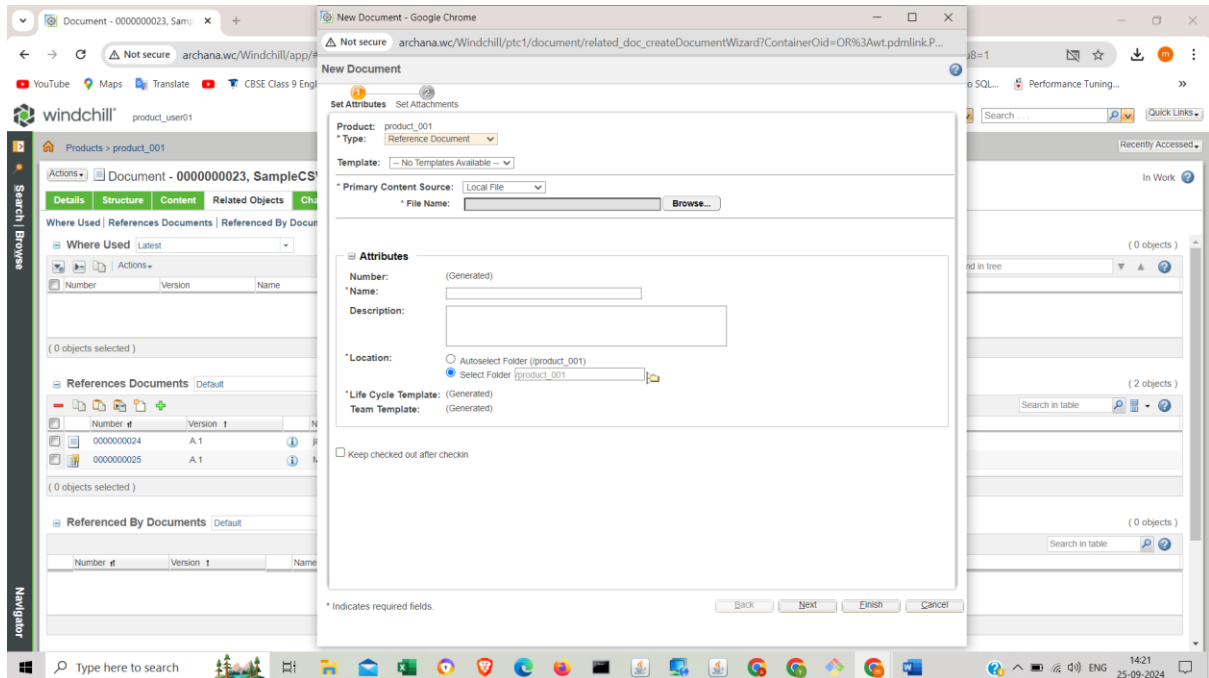 Document - 0000000023, Samp
New Document - Google Chrome
Not secure archana.wc/Windchill/app/#
Not secure archana.wc/Windchill/ptc1/document/related_doc_createDocumentWizard?ContainerOid=OR%3Awt.pdmlink.P...
u8=1
YouTube Maps Translate CBSE Class 9 Engl
o SQL... Performance Tuning...
New Document
windchill product_user01
Search . . .
Quick Links
Set Attributes Set Attachments
Products > product_001
Recently Accessed
Product: product_001
* Type: Reference Document
Template: -- No Templates Available --
Actions Document - 0000000023, SampleCS
In Work
* Primary Content Source: Local File
* File Name: Browse...
Details Structure Content Related Objects Cha
Where Used | References Documents | Referenced By Docum
Search | Browse
Where Used Latest
( 0 objects )
Actions
nd in tree
Number Version Name
( 0 objects selected )
Attributes
Number: (Generated)
*Name:
Description:
*Location: Autoselect Folder (/product_001)
Select Folder /product_001
*Life Cycle Template: (Generated)
Team Template: (Generated)
Keep checked out after checkin
References Documents Default
( 2 objects )
Search in table
Number Version N
0000000024 A.1
0000000025 A.1
( 0 objects selected )
Referenced By Documents Default
( 0 objects )
Search in table
Number Version Name
Navigator
* Indicates required fields.
Back Next Finish Cancel
Type here to search
ENG
14:21
25-09-2024